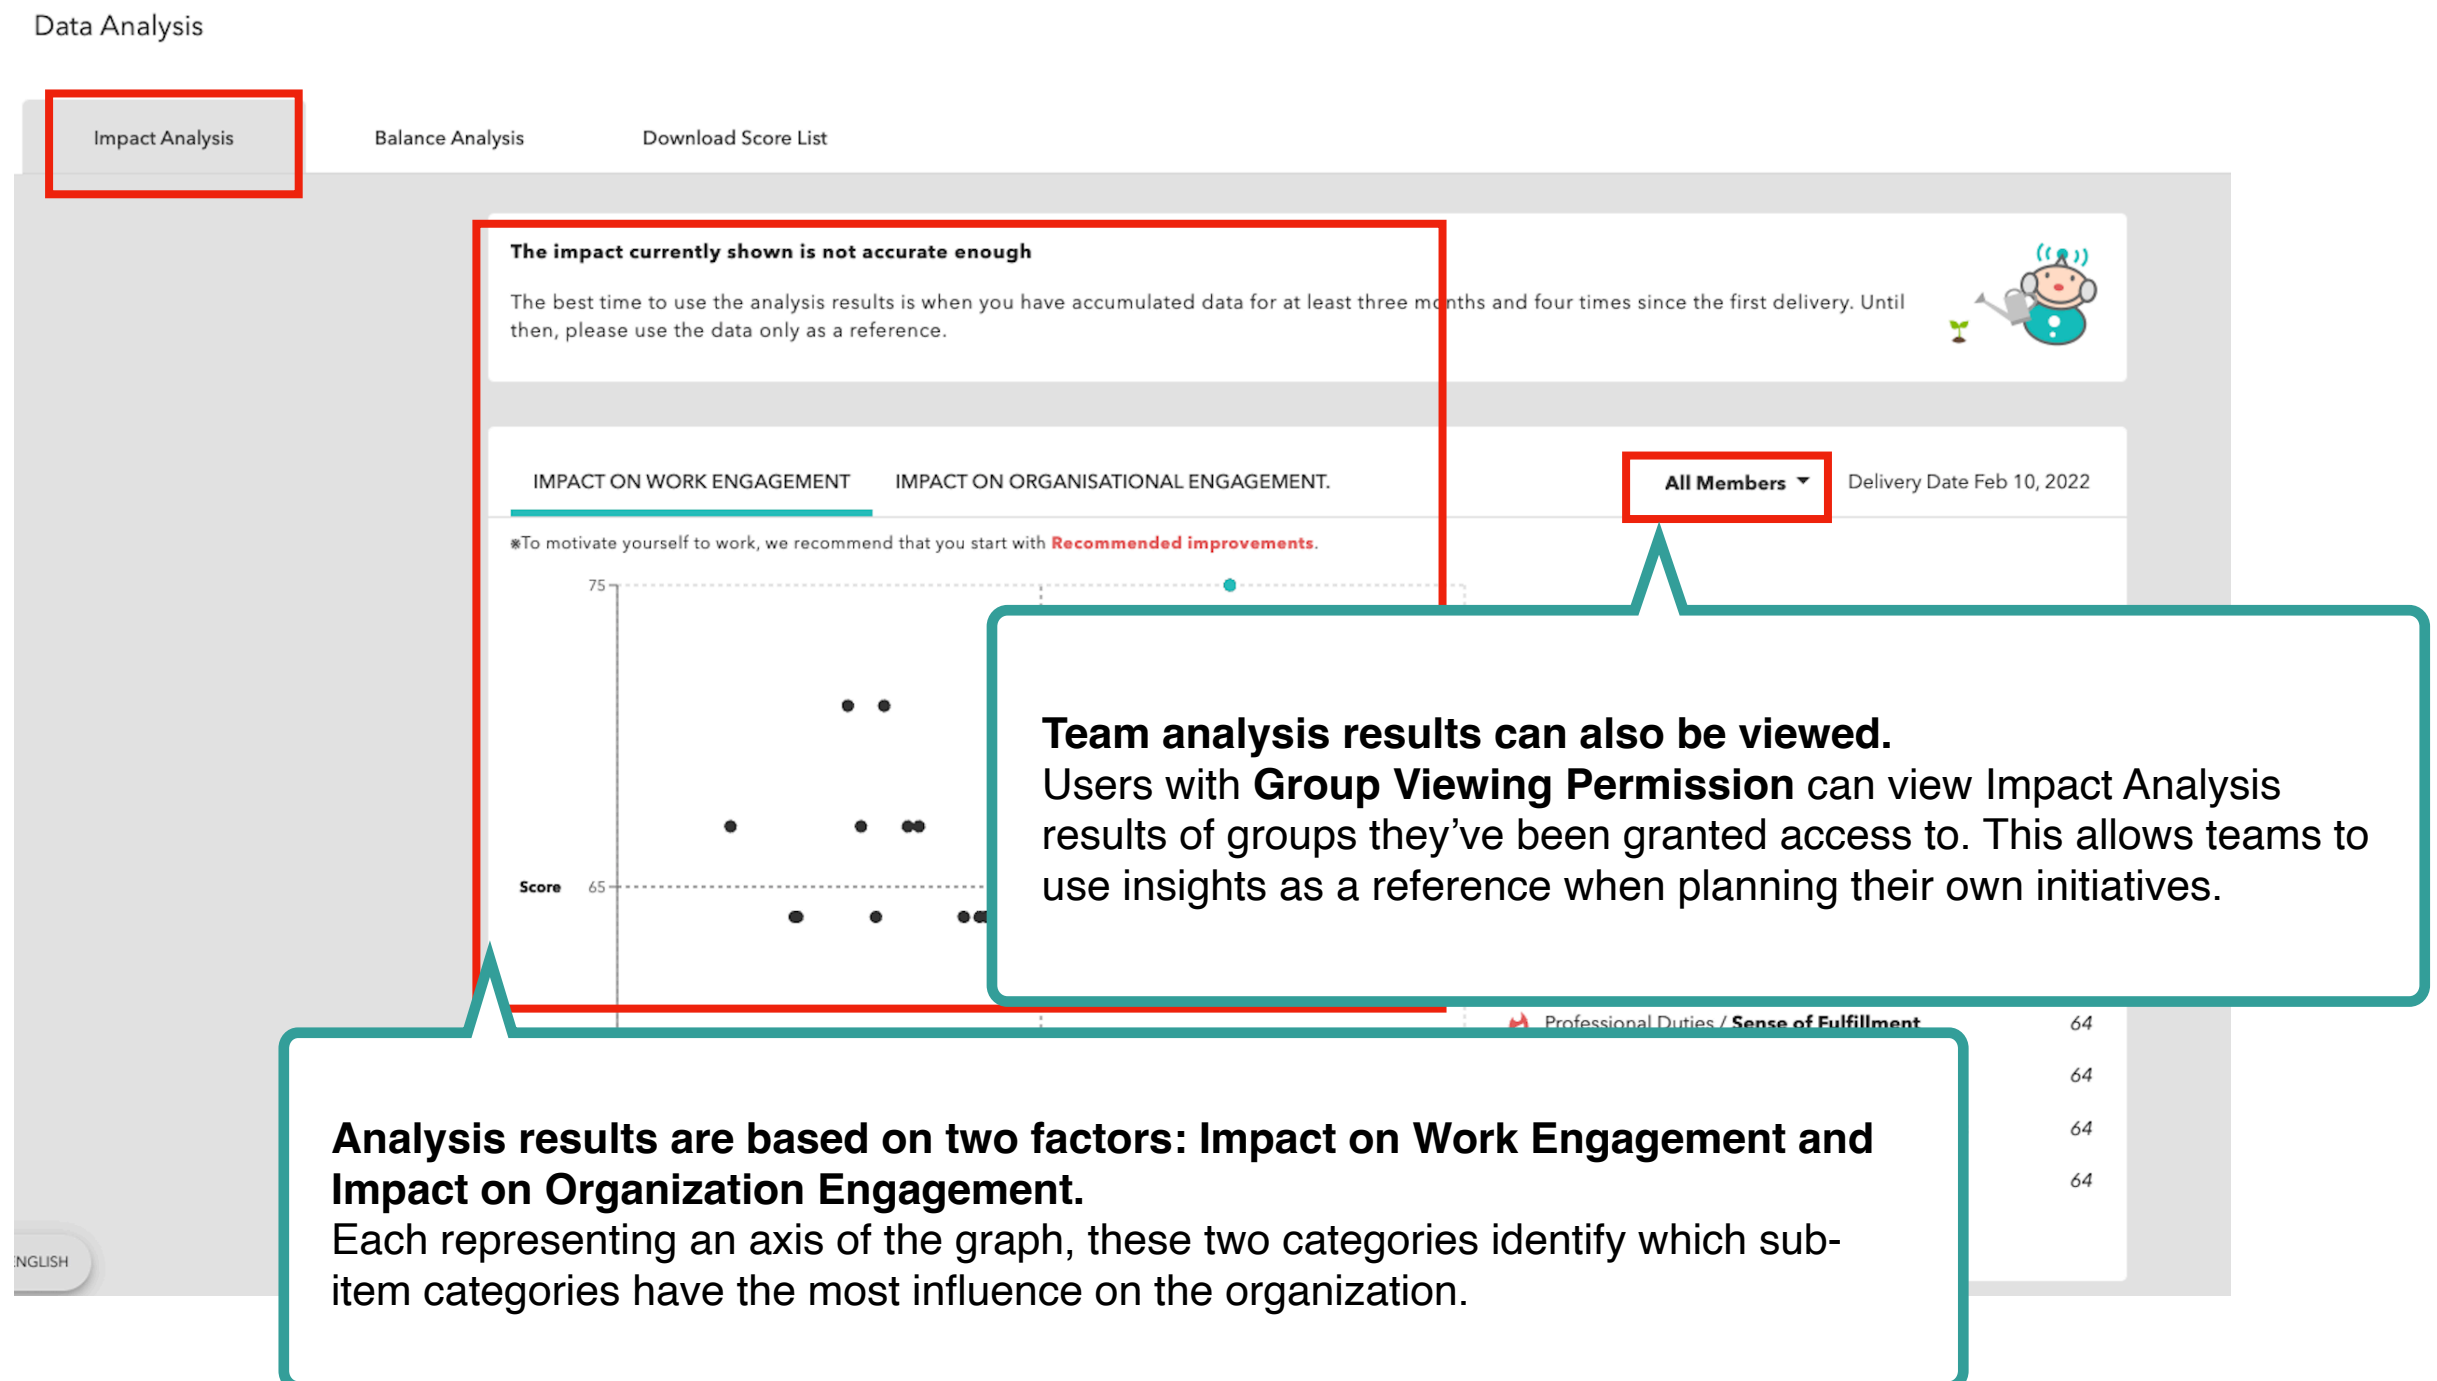 Data Analysis
Impact Analysis
Balance Analysis
Download Score List
The impact currently shown is not accurate enough
The best time to use the analysis results is when you have accumulated data for at least three months and four times since the first delivery. Until
then, please use the data only as a reference.
IMPACT ON WORK ENGAGEMENT
IMPACT ON ORGANISATIONAL ENGAGEMENT.
All Members
Delivery Date Feb 10, 2022
※To motivate yourself to work, we recommend that you start with Recommended improvements.
75
Score
65
Team analysis results can also be viewed.
Users with Group Viewing Permission can view Impact Analysis
results of groups they’ve been granted access to. This allows teams to
use insights as a reference when planning their own initiatives.
Professional Duties / Sense of Fulfillment
64
64
64
64
Analysis results are based on two factors: Impact on Work Engagement and
Impact on Organization Engagement.
Each representing an axis of the graph, these two categories identify which sub-
item categories have the most influence on the organization.
NGLISH